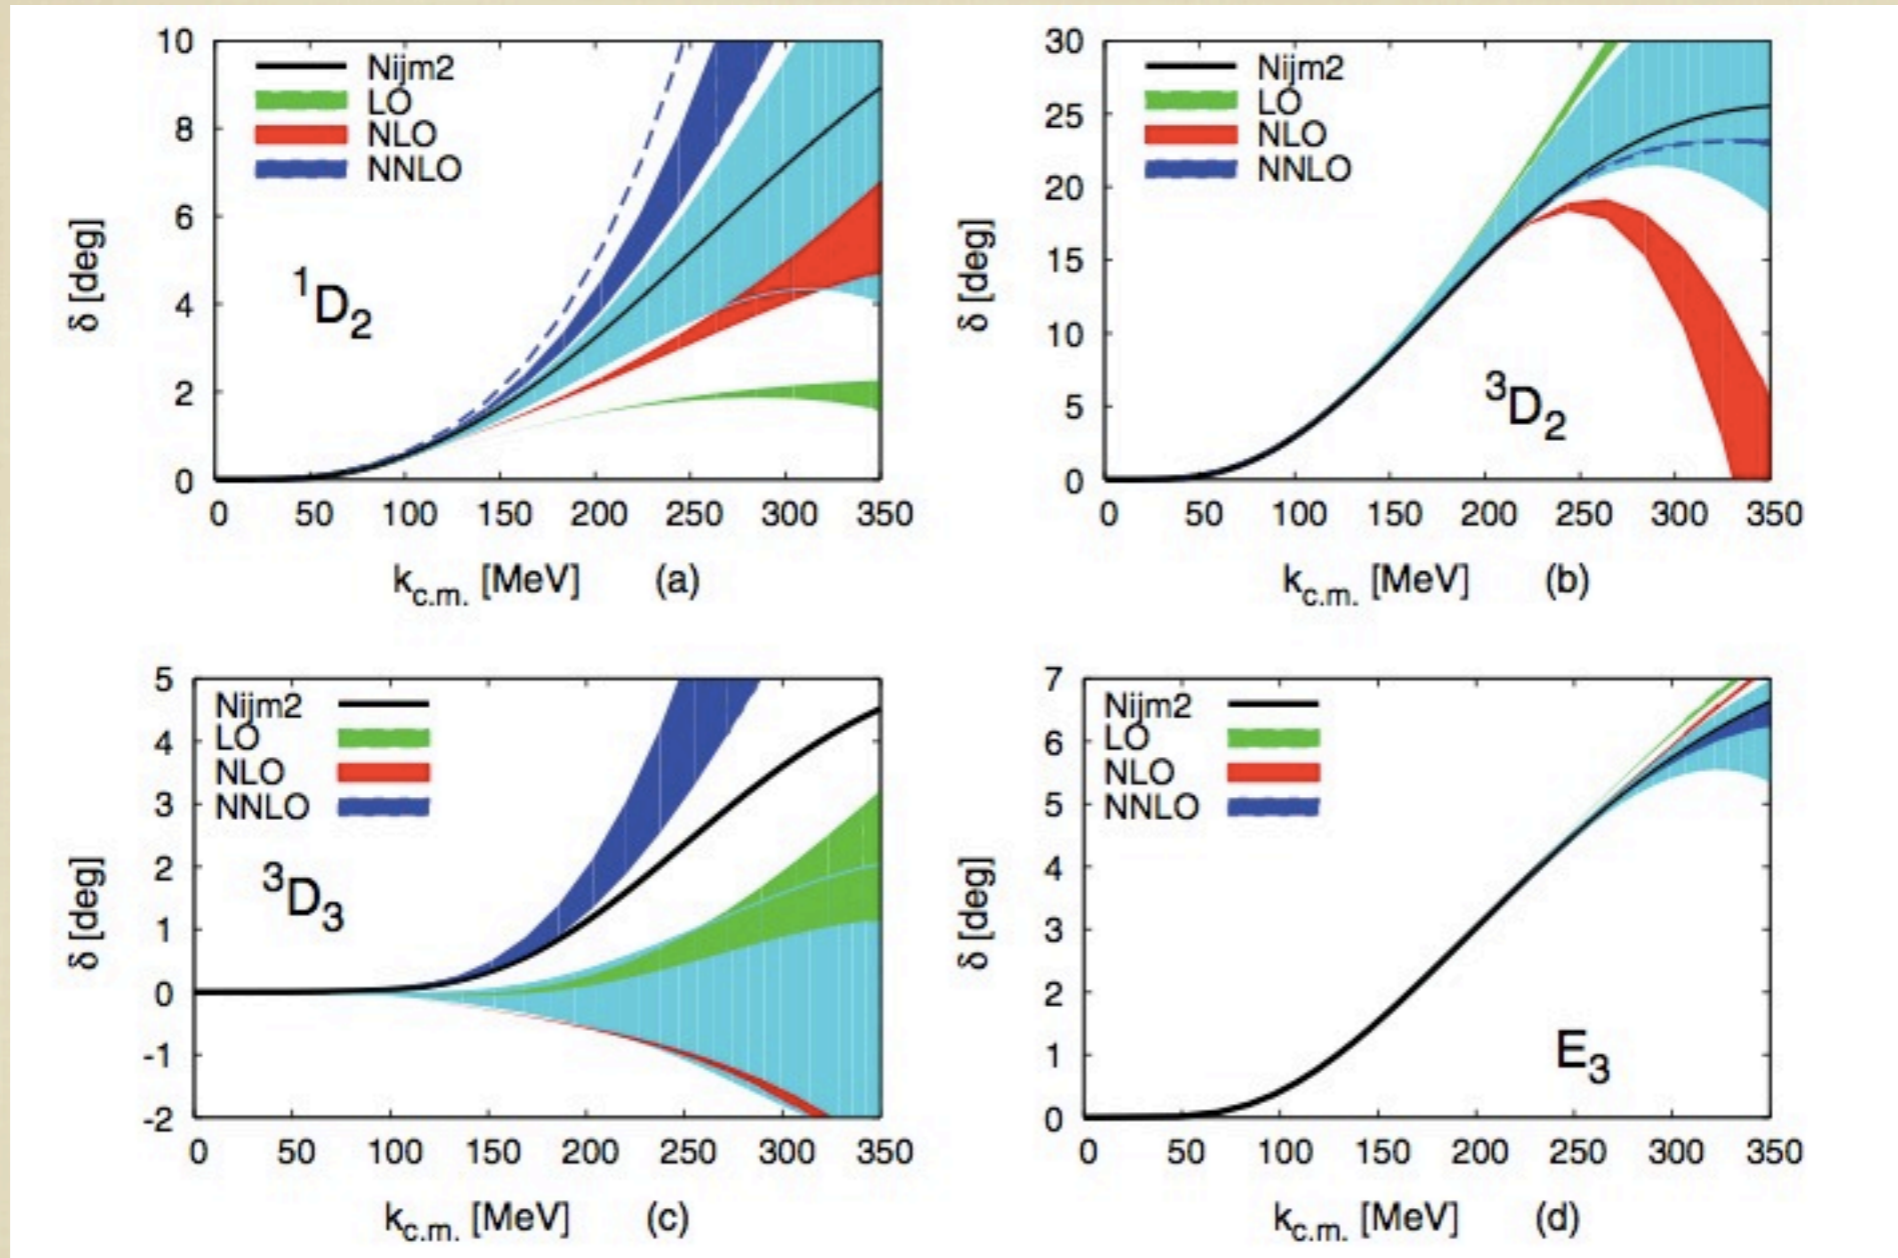 10
8
6
4
2
0
Nijm2
LO
NLO
NNLO
δ [deg]
¹D₂
0 50 100 150 200 250 300 350
k_c.m. [MeV] (a)
30
25
20
15
10
5
0
Nijm2
LO
NLO
NNLO
δ [deg]
³D₂
0 50 100 150 200 250 300 350
k_c.m. [MeV] (b)
5
4
3
2
1
0
-1
-2
Nijm2
LO
NLO
NNLO
δ [deg]
³D₃
0 50 100 150 200 250 300 350
k_c.m. [MeV] (c)
7
6
5
4
3
2
1
0
Nijm2
LO
NLO
NNLO
δ [deg]
E₃
0 50 100 150 200 250 300 350
k_c.m. [MeV] (d)